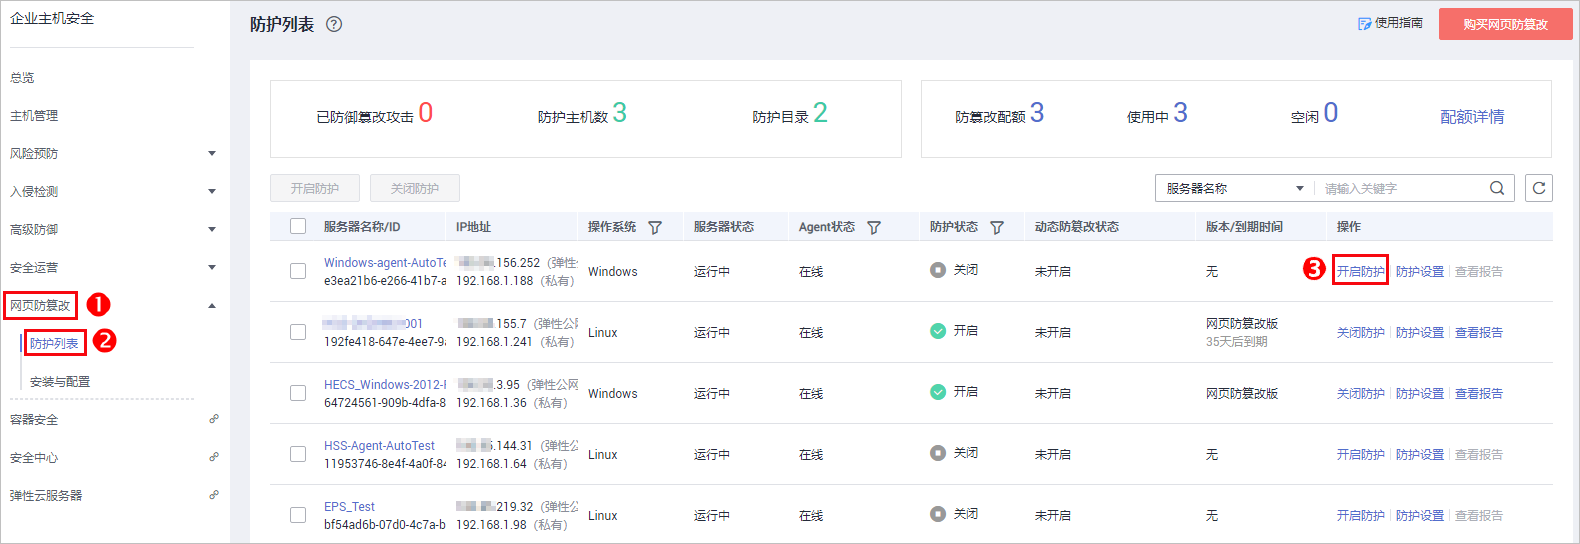 企业主机安全
总览
主机管理
风险预防
入侵检测
高级防御
安全运营
网页防篡改 1
防护列表 2
安装与配置
容器安全
安全中心
弹性云服务器
防护列表 ?
使用指南
购买网页防篡改
已防御篡改攻击 0 防护主机数 3 防护目录 2
防篡改配额 3 使用中 3 空闲 0 配额详情
开启防护 关闭防护
服务器名称 请输入关键字
服务器名称/ID IP地址 操作系统 服务器状态 Agent状态 防护状态 动态防篡改状态 版本/到期时间 操作
Windows-agent-AutoTe .156.252（弹性公
e3ea21b6-e266-41b7-a 192.168.1.188（私有）
Windows 运行中 在线 关闭 未开启 无 3 开启防护 防护设置 查看报告
001 .155.7（弹性公网
192fe418-647e-4ee7-9a 192.168.1.241（私有）
Linux 运行中 在线 开启 未开启 网页防篡改版 关闭防护 防护设置 查看报告
35天后到期
HECS_Windows-2012- .3.95（弹性公网
64724561-909b-4dfa-8 192.168.1.36（私有）
Windows 运行中 在线 开启 未开启 网页防篡改版 关闭防护 防护设置 查看报告
HSS-Agent-AutoTest .144.31（弹性公
11953746-8e4f-4a0f-84 192.168.1.64（私有）
Linux 运行中 在线 关闭 未开启 无 开启防护 防护设置 查看报告
EPS_Test .219.32（弹性公
bf54ad6b-07d0-4c7a-b 192.168.1.98（私有）
Linux 运行中 在线 关闭 未开启 无 开启防护 防护设置 查看报告